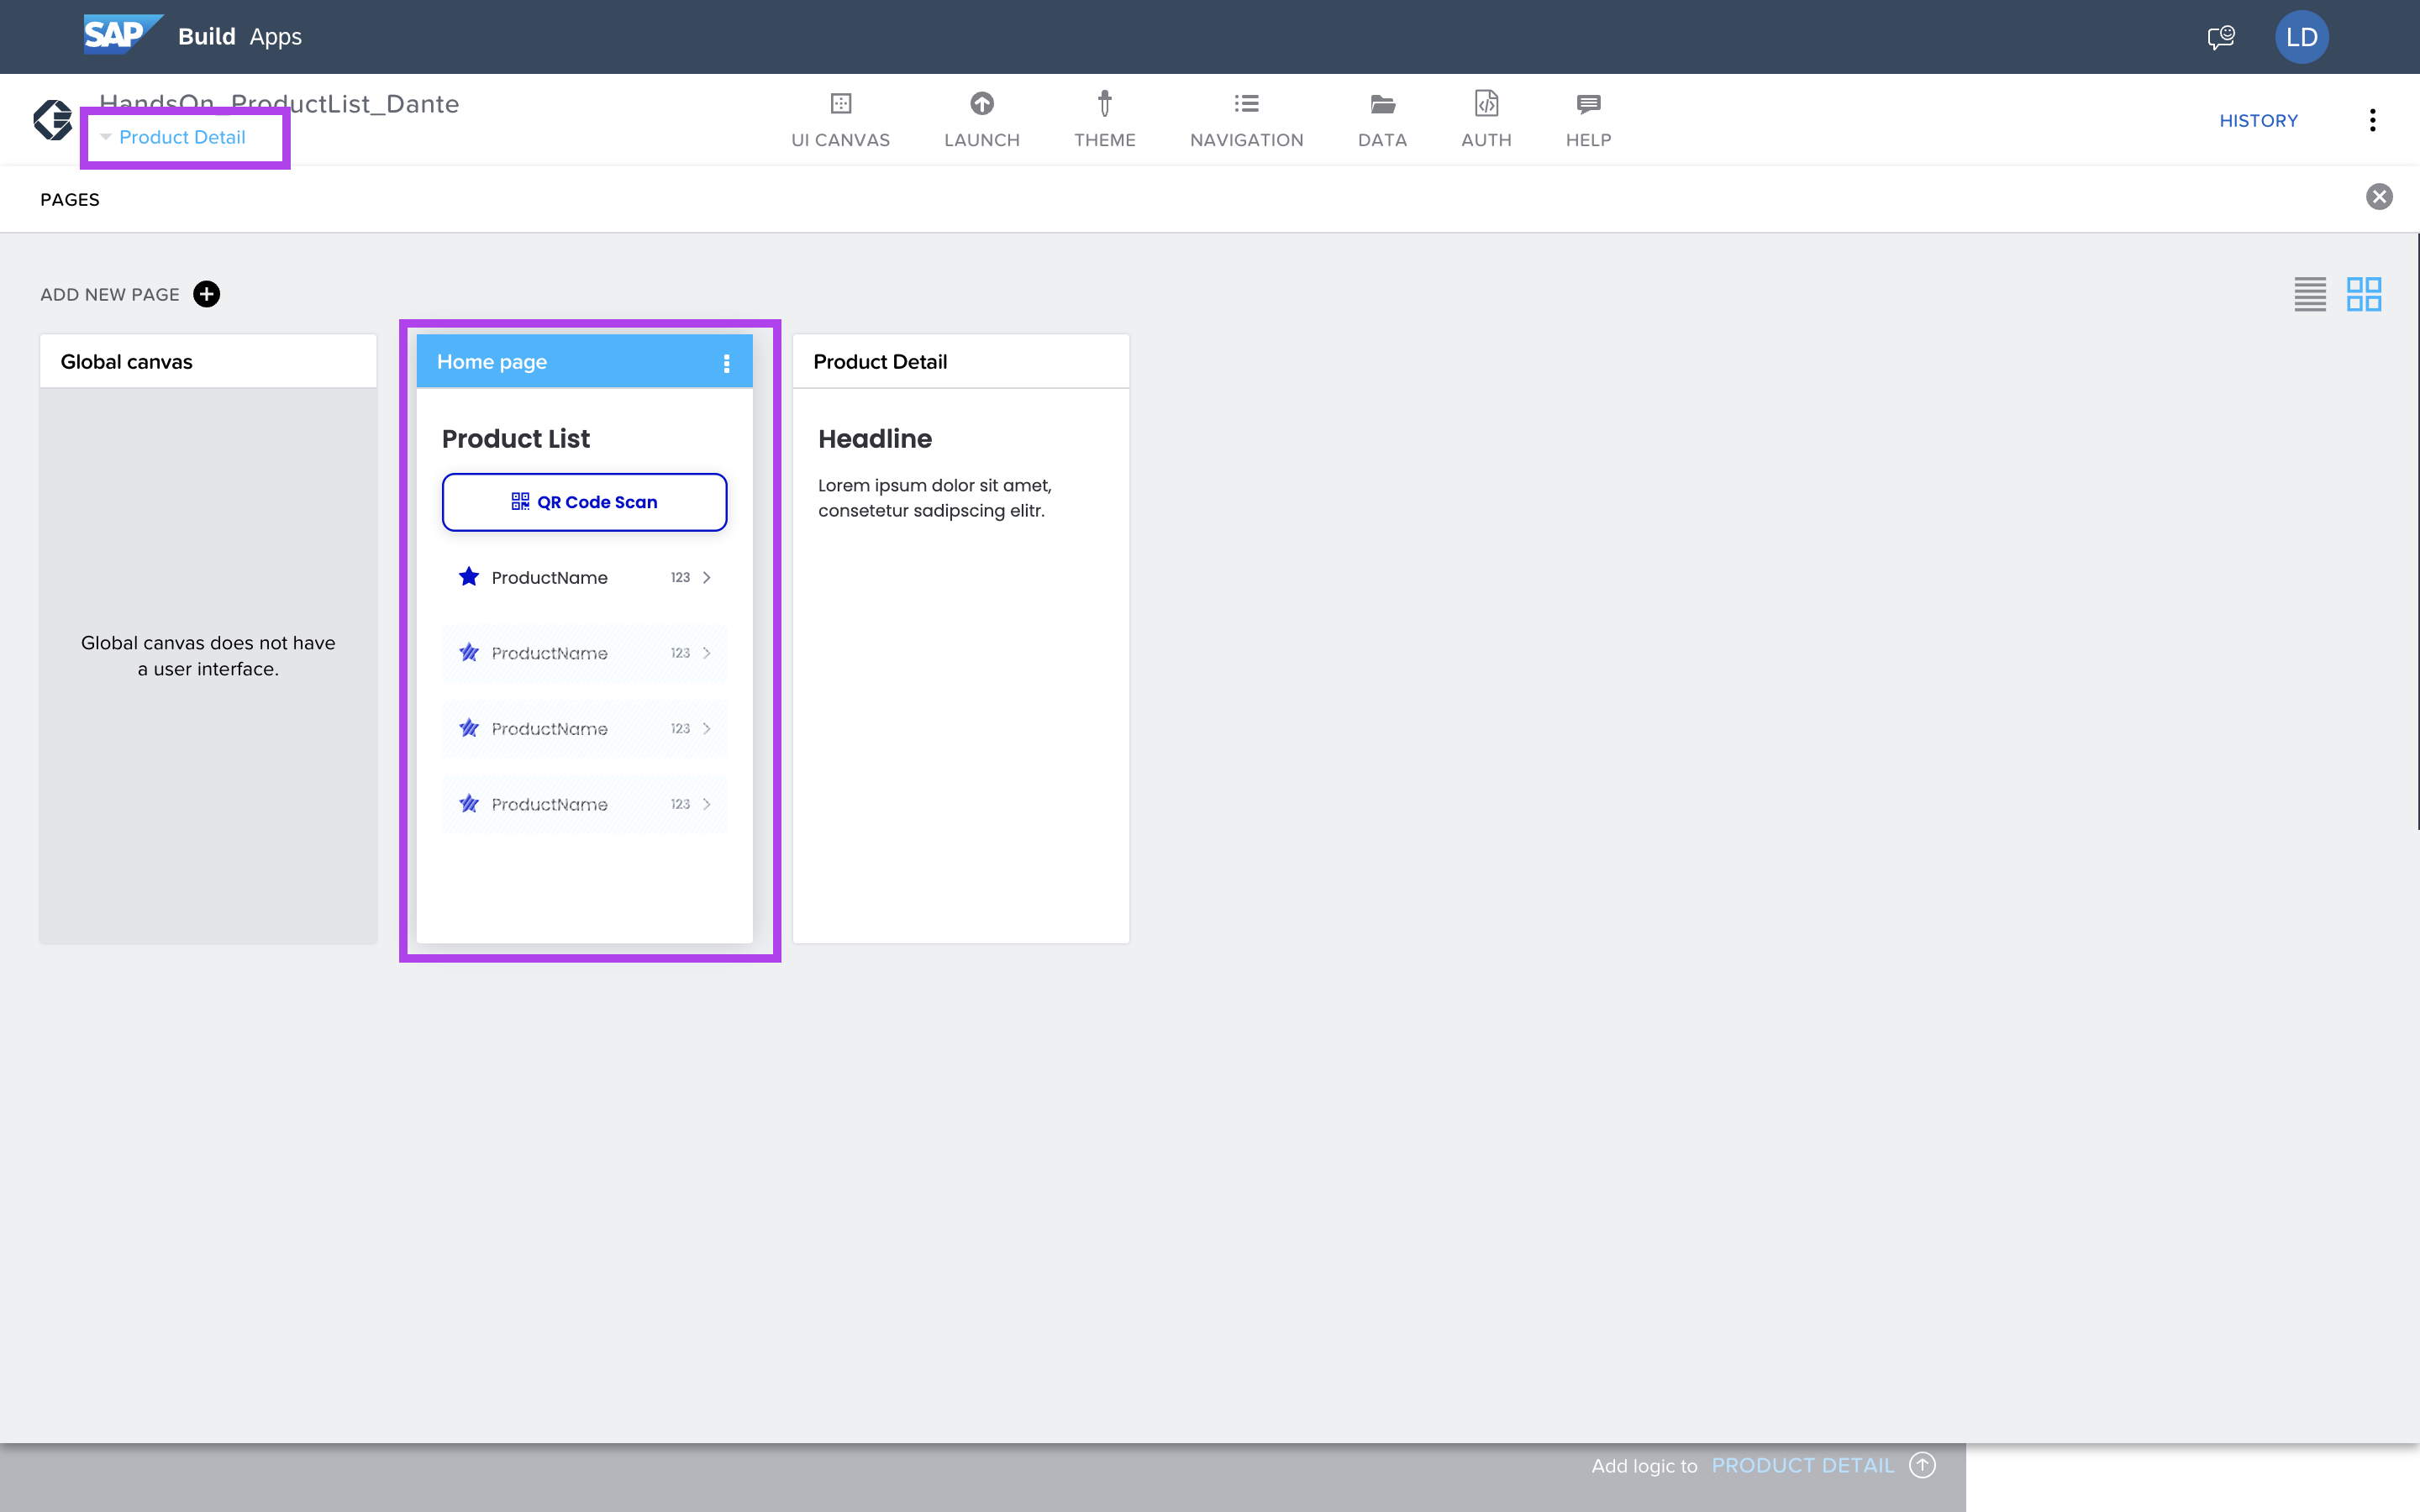 SAP Build Apps
LD
HandsOn_ProductList_Dante
Product Detail
UI CANVAS
LAUNCH
THEME
NAVIGATION
DATA
AUTH
HELP
HISTORY
PAGES
ADD NEW PAGE
Global canvas
Global canvas does not have
a user interface.
Home page
Product List
QR Code Scan
ProductName 123
ProductName 123
ProductName 123
ProductName 123
Product Detail
Headline
Lorem ipsum dolor sit amet,
consetetur sadipscing elitr.
Add logic to PRODUCT DETAIL